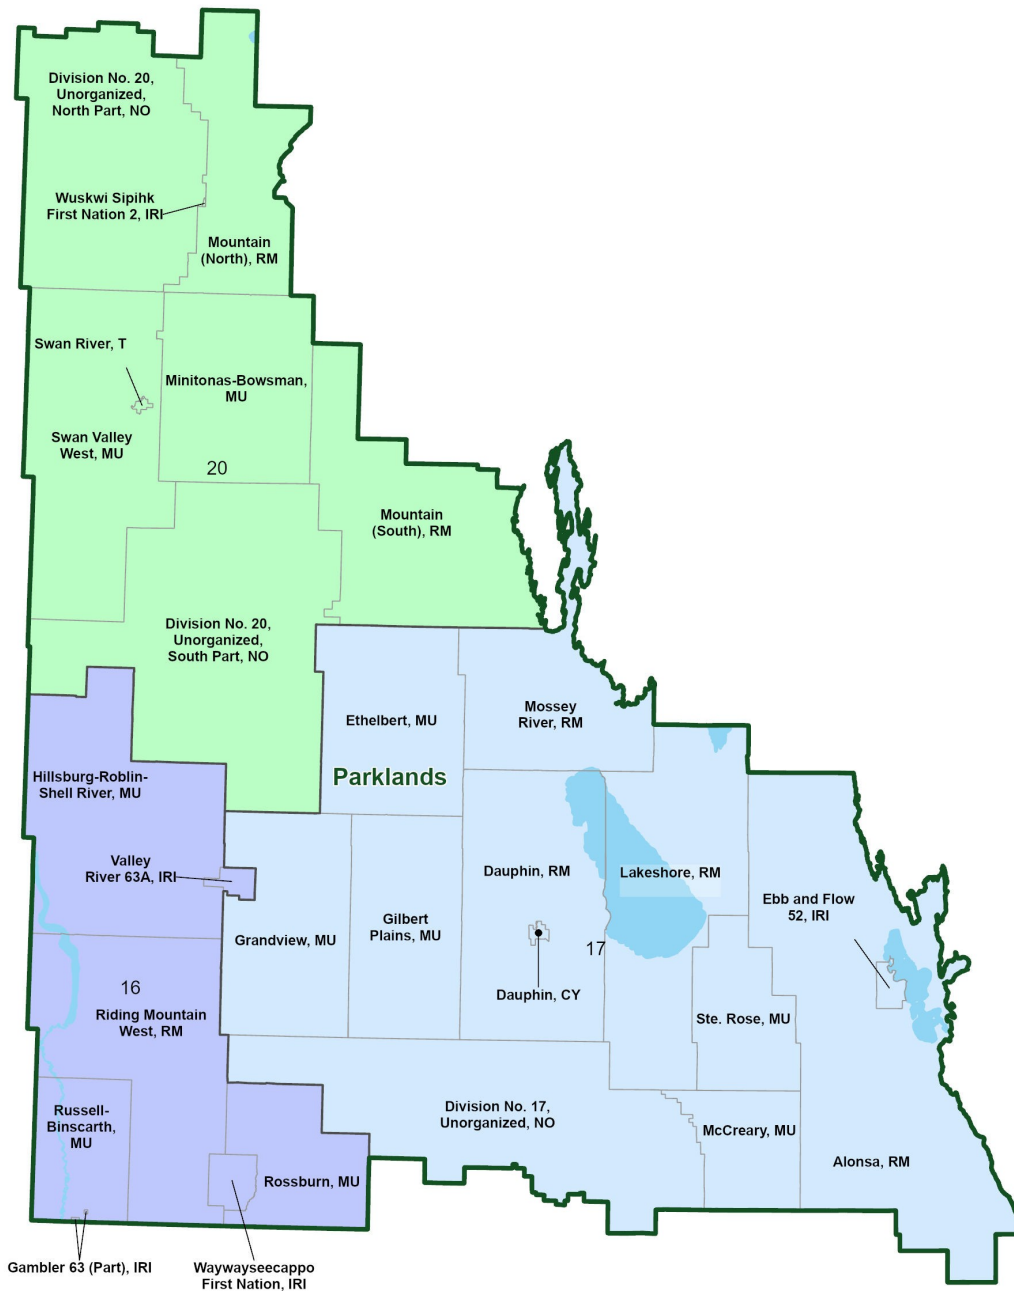 Division No. 20,
Unorganized,
North Part, NO
Wuskwi Sipihk
First Nation 2, IRI
Mountain
(North), RM
Swan River, T
Minitonas-Bowsman,
MU
Swan Valley
West, MU
20
Mountain
(South), RM
Division No. 20,
Unorganized,
South Part, NO
Ethelbert, MU
Mossey
River, RM
Parklands
Hillsburg-Roblin-
Shell River, MU
Valley
River 63A, IRI
Dauphin, RM
Lakeshore, RM
Ebb and Flow
52, IRI
Grandview, MU
Gilbert
Plains, MU
17
Dauphin, CY
16
Riding Mountain
West, RM
Ste. Rose, MU
Russell-
Binscarth,
MU
Division No. 17,
Unorganized, NO
McCreary, MU
Alonsa, RM
Rossburn, MU
Gambler 63 (Part), IRI
Waywayseecappo
First Nation, IRI